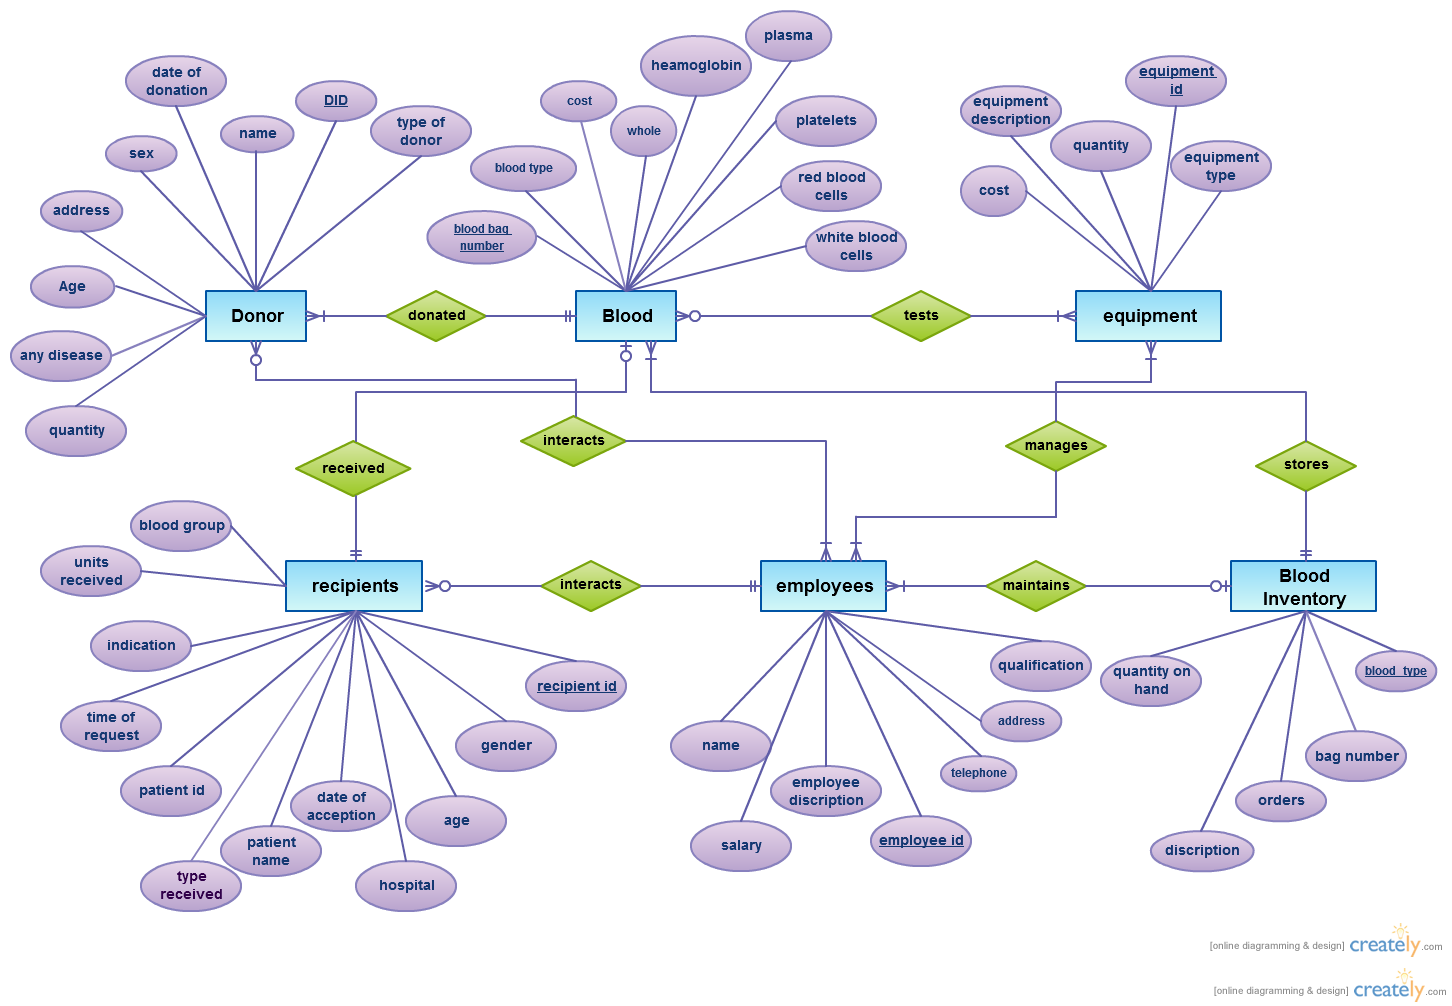 plasma
heamoglobin
date of
donation
equipment
id
DID
cost
equipment
description
type of
donor
name
whole
platelets
sex
quantity
equipment
type
blood type
red blood
cells
cost
address
blood bag
number
white blood
cells
Age
Donor
donated
Blood
tests
equipment
any disease
quantity
interacts
manages
received
stores
blood group
units
received
recipients
interacts
employees
maintains
Blood
Inventory
indication
qualification
quantity on
hand
blood type
recipient id
time of
request
address
gender
name
bag number
telephone
patient id
employee
discription
date of
acception
orders
age
patient
name
salary
employee id
discription
type
received
hospital
[online diagramming & design] creately.com
[online diagramming & design] creately.com